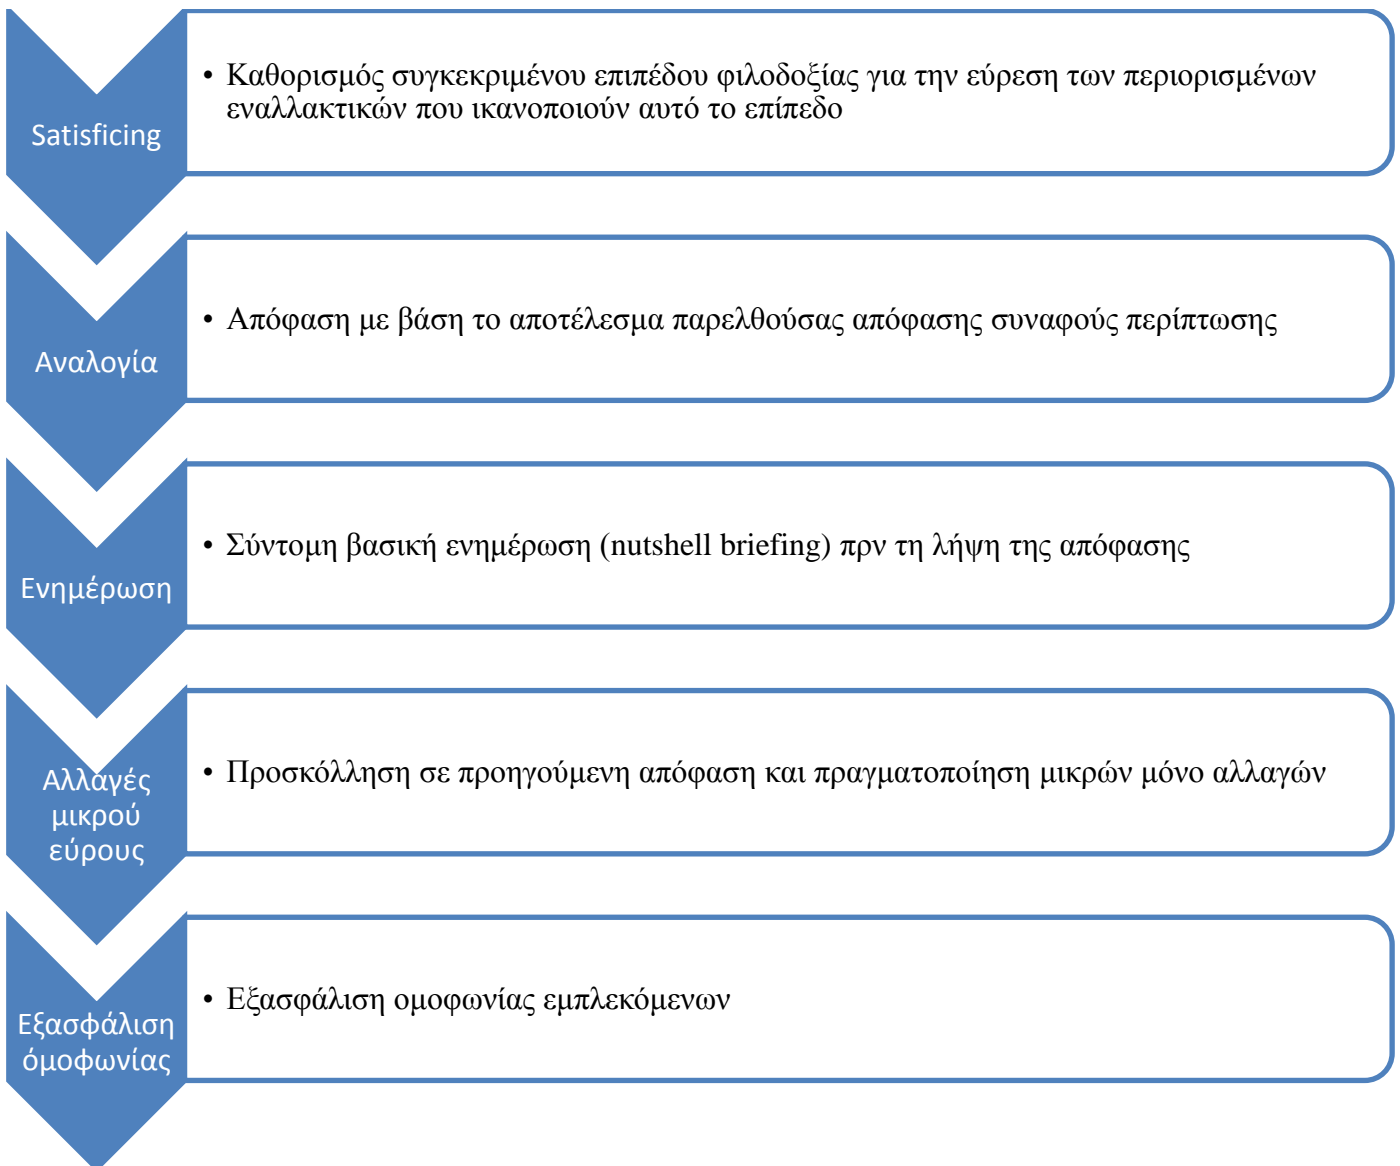 Satisficing
• Καθορισμός συγκεκριμένου επιπέδου φιλοδοξίας για την εύρεση των περιορισμένων
εναλλακτικών που ικανοποιούν αυτό το επίπεδο
Αναλογία
• Απόφαση με βάση το αποτέλεσμα παρελθούσας απόφασης συναφούς περίπτωσης
Ενημέρωση
• Σύντομη βασική ενημέρωση (nutshell briefing) πρν τη λήψη της απόφασης
Αλλαγές
μικρού
εύρους
• Προσκόλληση σε προηγούμενη απόφαση και πραγματοποίηση μικρών μόνο αλλαγών
Εξασφάλιση
όμοφωνίας
• Εξασφάλιση ομοφωνίας εμπλεκόμενων